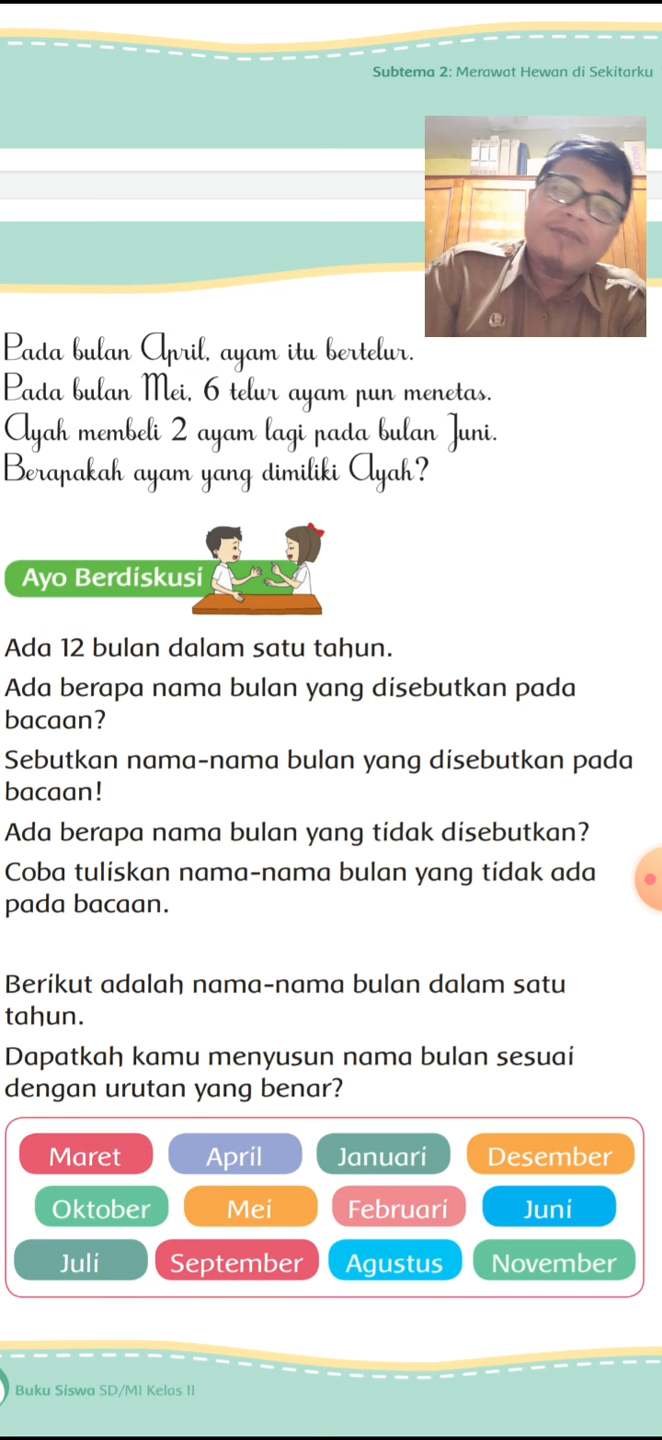 Subtema 2: Merawat Hewan di Sekitarku
Pada bulan April, ayam itu bertelur.
Pada bulan Mei, 6 telur ayam pun menetas.
Ayah membeli 2 ayam lagi pada bulan Juni.
Berapakah ayam yang dimiliki Ayah?
Ayo Berdiskusi
Ada 12 bulan dalam satu tahun.
Ada berapa nama bulan yang disebutkan pada
bacaan?
Sebutkan nama-nama bulan yang disebutkan pada
bacaan!
Ada berapa nama bulan yang tidak disebutkan?
Coba tuliskan nama-nama bulan yang tidak ada
pada bacaan.
Berikut adalah nama-nama bulan dalam satu
tahun.
Dapatkah kamu menyusun nama bulan sesuai
dengan urutan yang benar?
Maret April Januari Desember
Oktober Mei Februari Juni
Juli September Agustus November
Buku Siswa SD/MI Kelas II